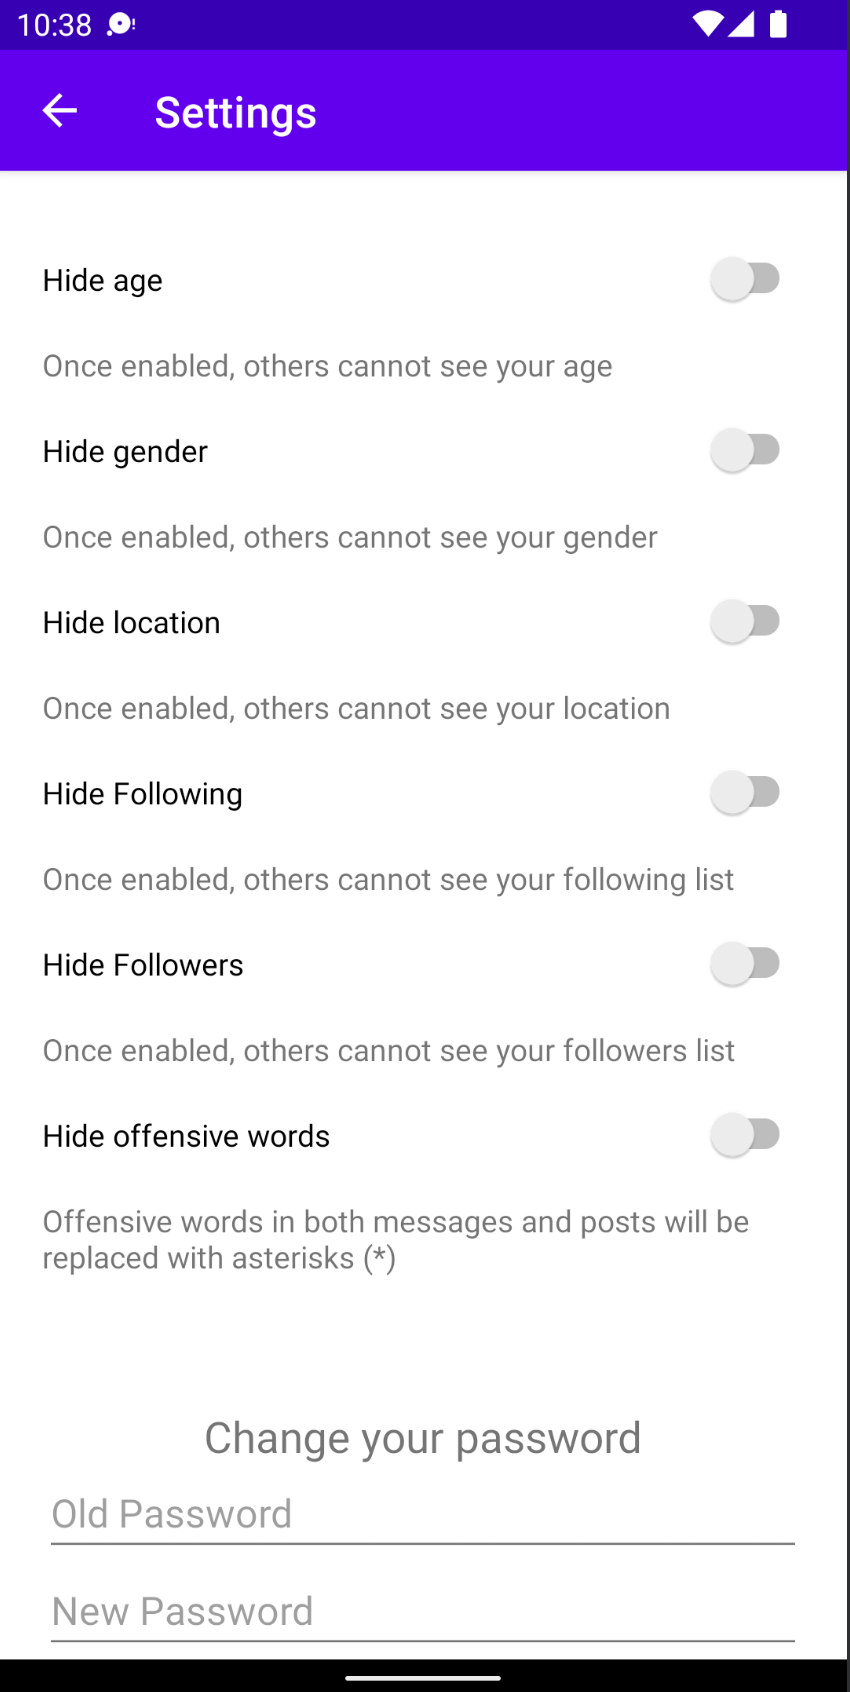 10:38
Settings
Hide age
Once enabled, others cannot see your age
Hide gender
Once enabled, others cannot see your gender
Hide location
Once enabled, others cannot see your location
Hide Following
Once enabled, others cannot see your following list
Hide Followers
Once enabled, others cannot see your followers list
Hide offensive words
Offensive words in both messages and posts will be
replaced with asterisks (*)
Change your password
Old Password
New Password